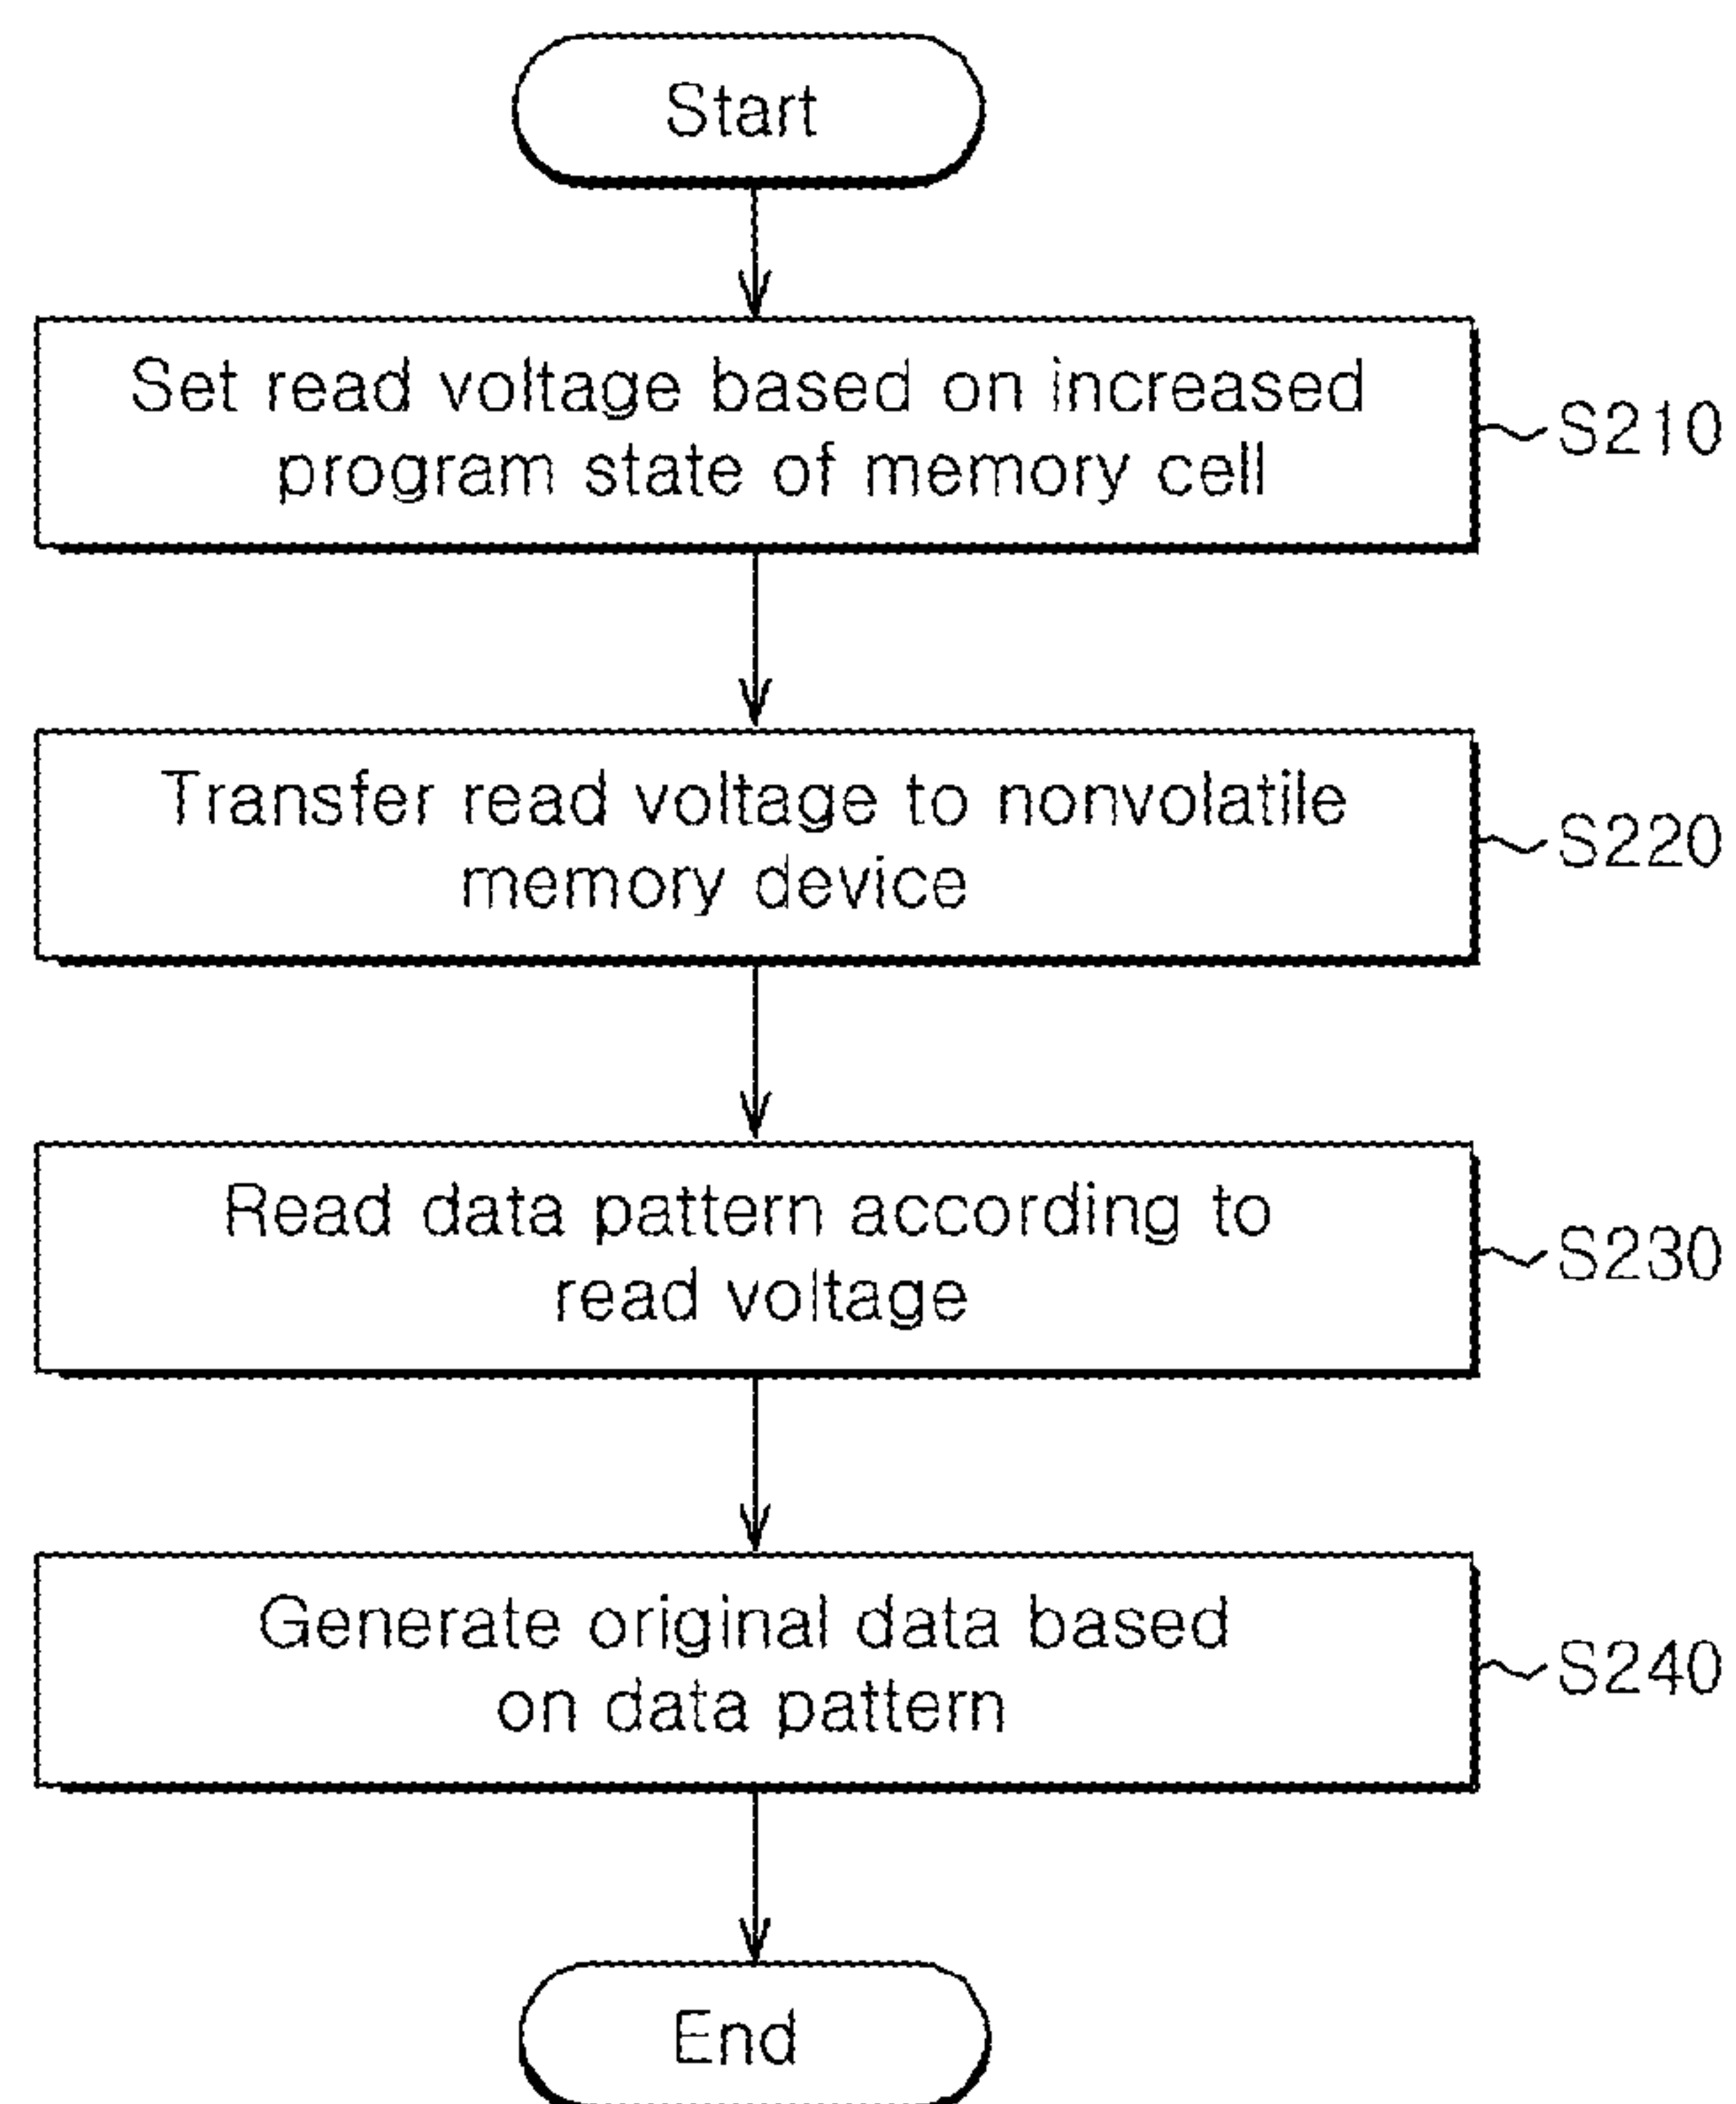 Start
Set read voltage based on increased
program state of memory cell
S210
Transfer read voltage to nonvolatile
memory device
S220
Read data pattern according to
read voltage
S230
Generate original data based
on data pattern
S240
End